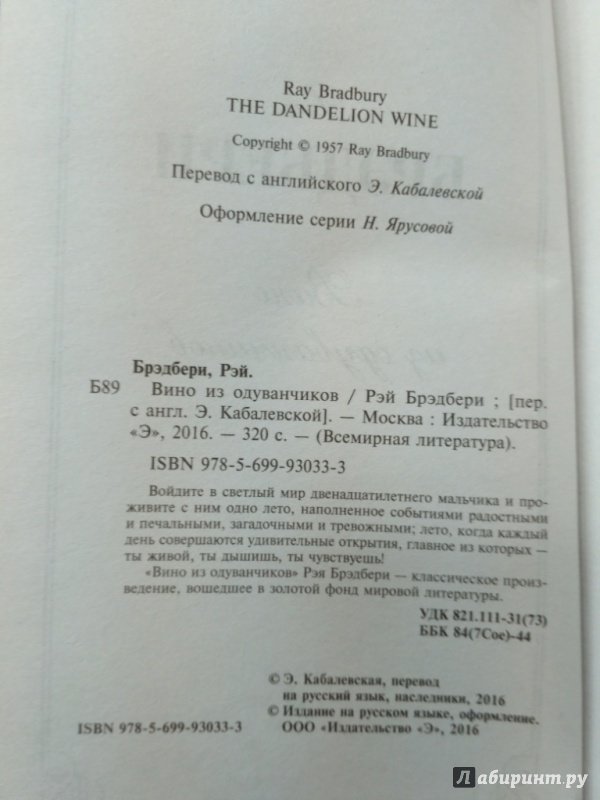 Ray Bradbury
THE DANDELION WINE
Copyright © 1957 Ray Bradbury
Перевод с английского Э. Кабалевской
Оформление серии Н. Ярусовой
Брэдбери, Рэй.
Б89 Вино из одуванчиков / Рэй Брэдбери ; [пер.
с англ. Э. Кабалевской]. — Москва : Издательство
«Э», 2016. — 320 с. — (Всемирная литература).
ISBN 978-5-699-93033-3
Войдите в светлый мир двенадцатилетнего мальчика и про-
живите с ним одно лето, наполненное событиями радостными
и печальными, загадочными и тревожными; лето, когда каждый
день совершаются удивительные открытия, главное из которых —
ты живой, ты дышишь, ты чувствуешь!
«Вино из одуванчиков» Рэя Брэдбери — классическое произ-
ведение, вошедшее в золотой фонд мировой литературы.
УДК 821.111-31(73)
ББК 84(7Сое)-44
© Э. Кабалевская, перевод
на русский язык, наследники, 2016
© Издание на русском языке, оформление.
ISBN 978-5-699-93033-3 ООО «Издательство «Э», 2016
Лабиринт.ру